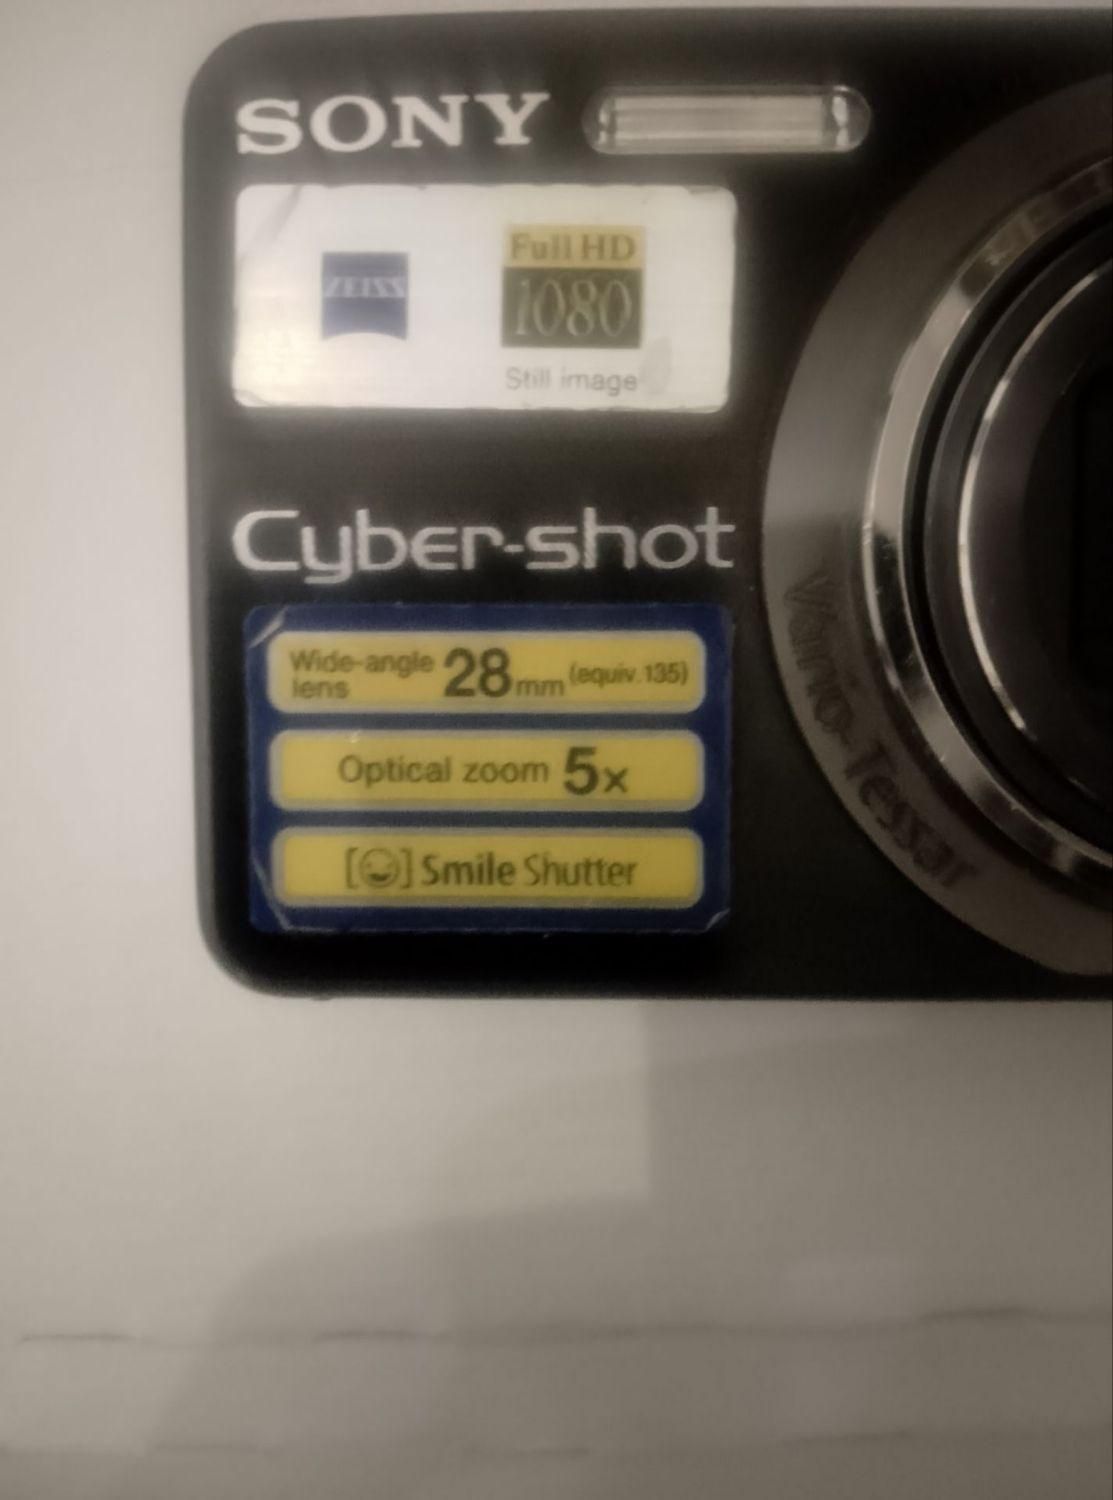 SONY
ZEISS
Full HD
1080
Still image
Cyber-shot
Wide-angle
lens
28mm (equiv.135)
Optical zoom 5x
Smile Shutter
Vario-Tessar